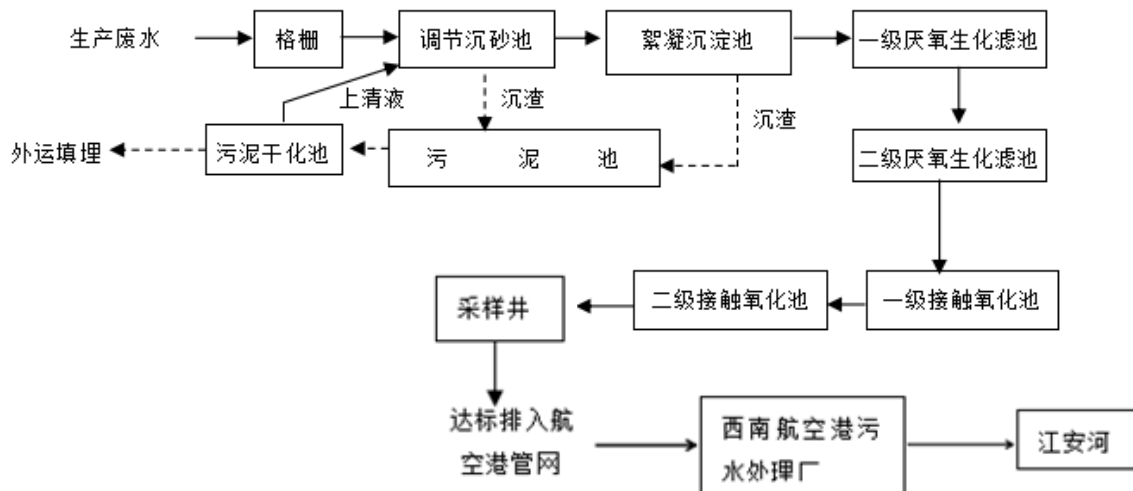 生产废水
格栅
调节沉砂池
絮凝沉淀池
一级厌氧生化滤池
上清液
沉渣
沉渣
外运填埋
污泥干化池
污 泥 池
二级厌氧生化滤池
采样井
二级接触氧化池
一级接触氧化池
达标排入航
空港管网
西南航空港污
水处理厂
江安河